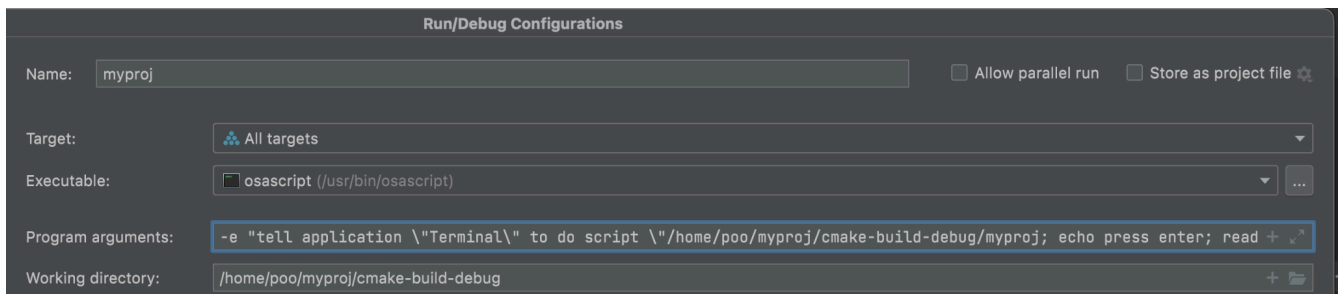 Run/Debug Configurations
Name: myproj Allow parallel run Store as project file
Target: All targets
Executable: osascript (/usr/bin/osascript) ...
Program arguments: -e "tell application \"Terminal\" to do script \"/home/poo/myproj/cmake-build-debug/myproj; echo press enter; read
Working directory: /home/poo/myproj/cmake-build-debug